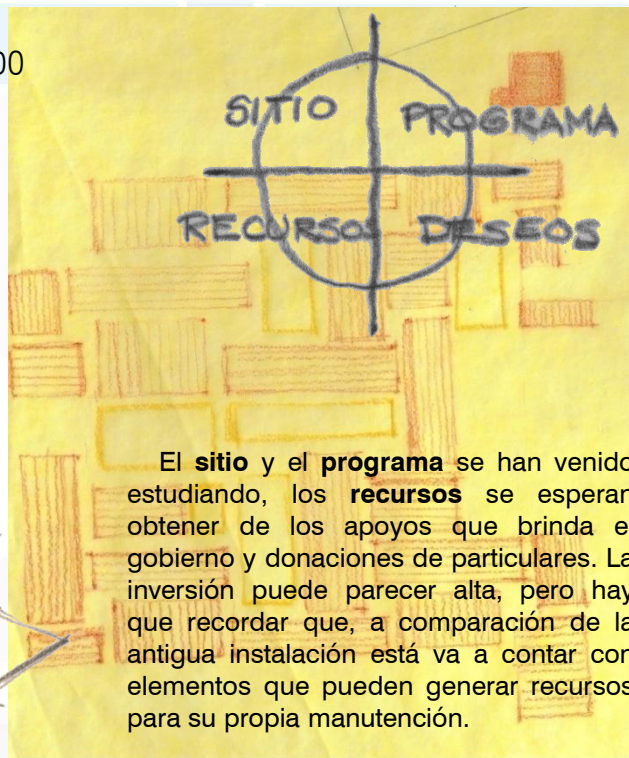 00
SITIO PROGRAMA
RECURSOS DESEOS
El sitio y el programa se han venido
estudiando, los recursos se esperan
obtener de los apoyos que brinda el
gobierno y donaciones de particulares. La
inversión puede parecer alta, pero hay
que recordar que, a comparación de la
antigua instalación está va a contar con
elementos que pueden generar recursos
para su propia manutención.